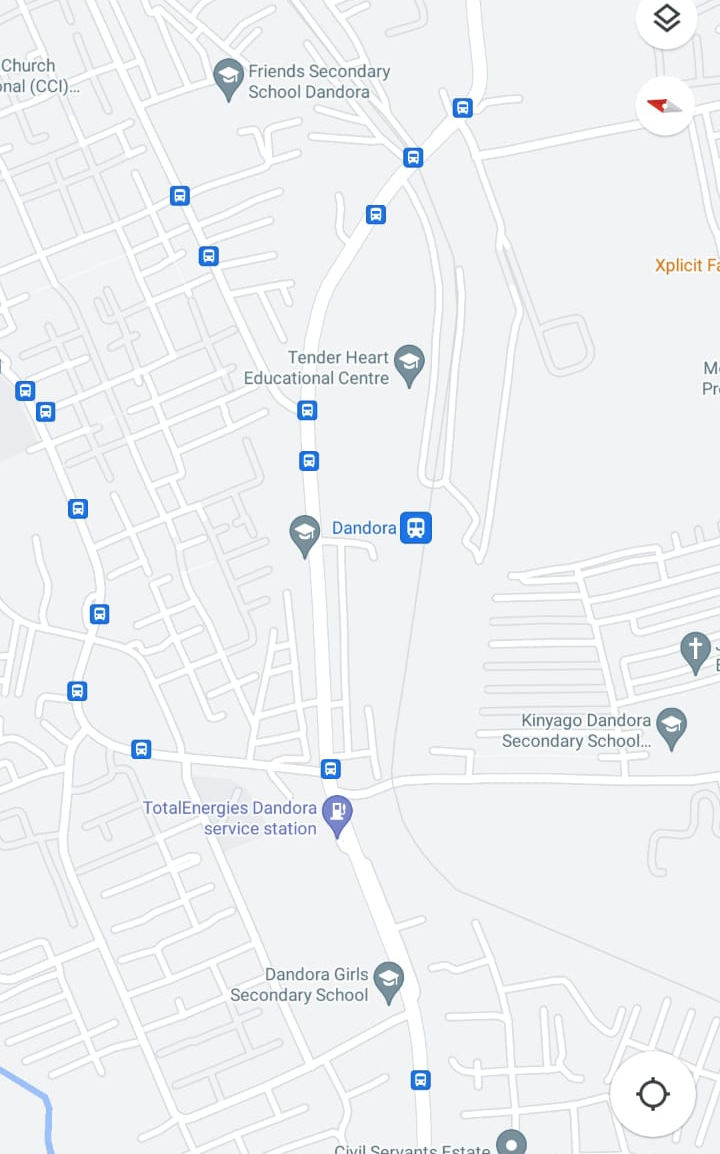 Church
onal (CCI)...
Friends Secondary
School Dandora
Xplicit Fa
Tender Heart
Educational Centre
Dandora
Kinyago Dandora
Secondary School...
TotalEnergies Dandora
service station
Dandora Girls
Secondary School
Civil Servants Estate